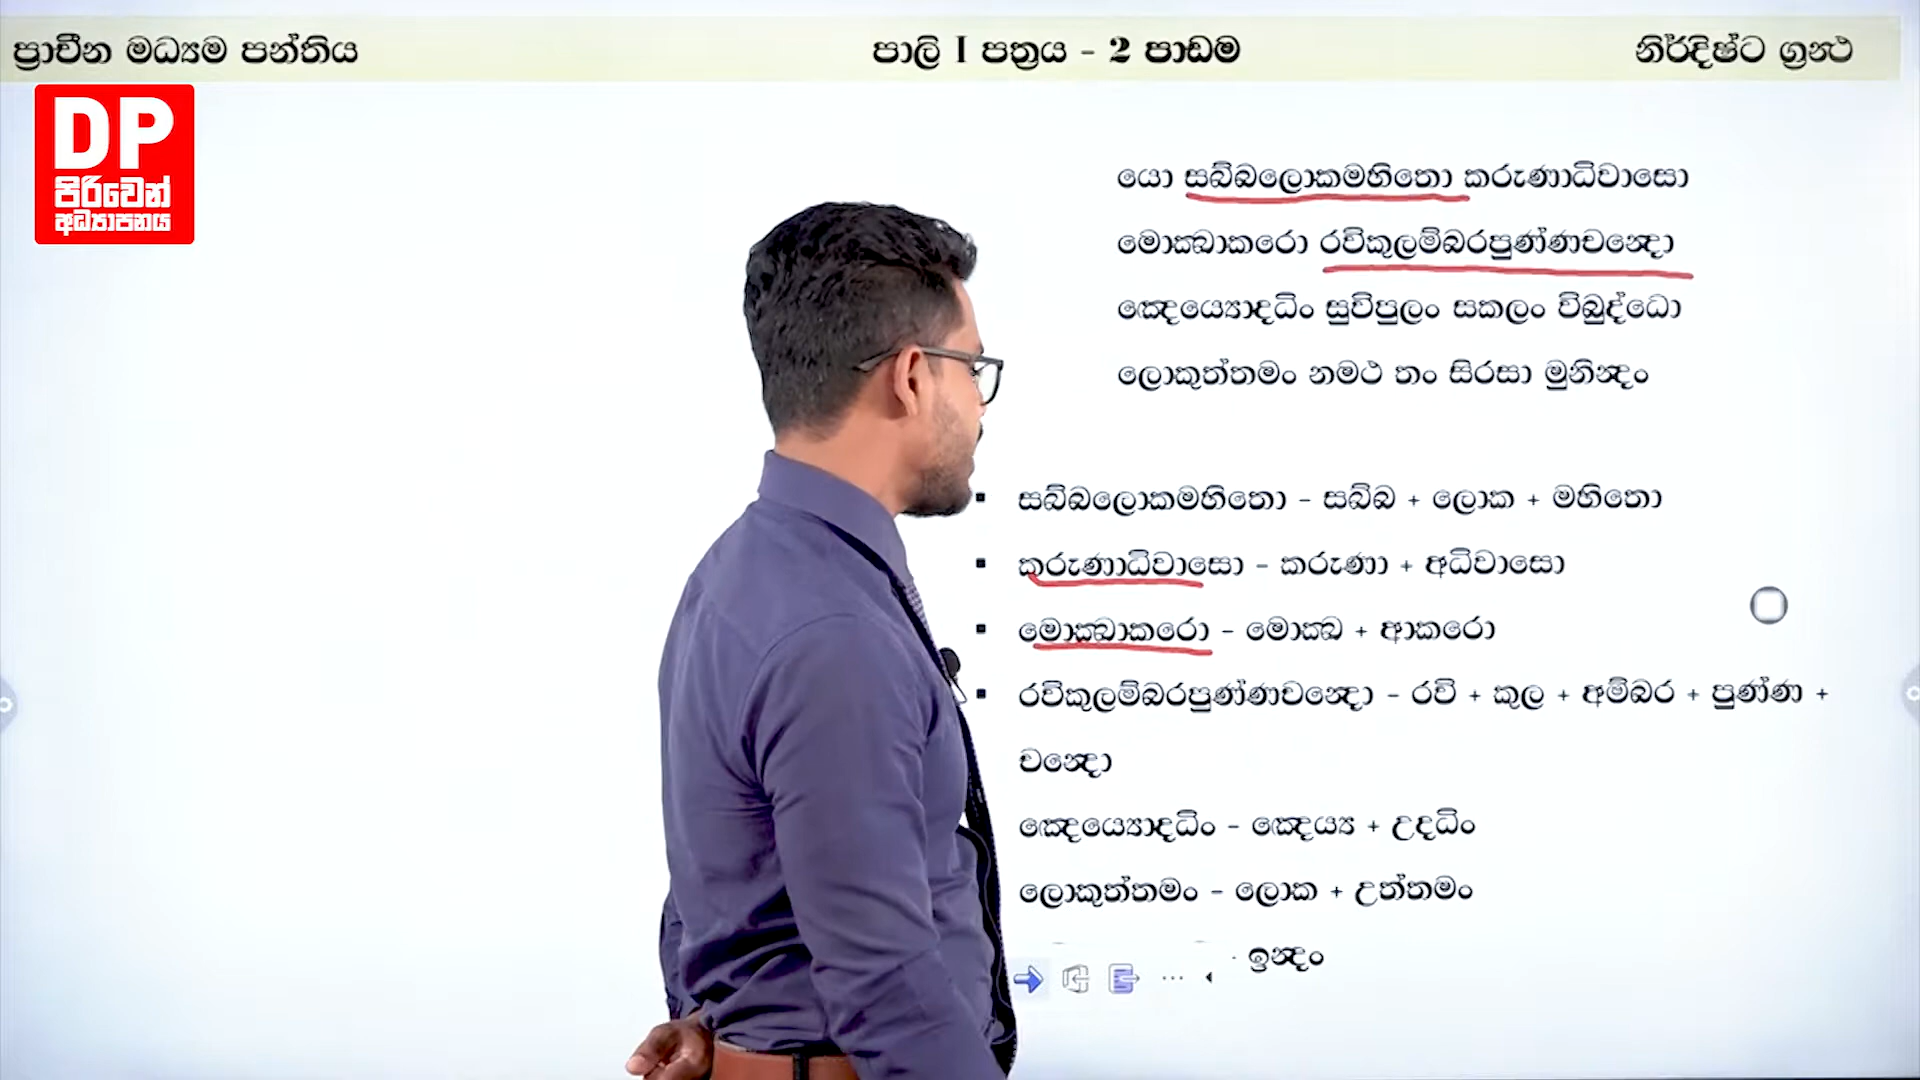 ප්‍රාචීන මධ්‍යම පන්තිය
පාලි I පත්‍රය - 2 පාඩම
නිර්දිෂ්ට ග්‍රන්ථ
DP
පිරිවෙන්
අධ්‍යාපනය
යො සබ්බලොකමහිතො කරුණාධිවාසො
මොක්ඛාකරො රවිකුලම්බරපුණ්ණචන්දො
ඤෙය්‍යොදධිං සුවිපුලං සකලං විබුද්ධො
ලොකුත්තමං නමථ තං සිරසා මුනින්දං
▪ සබ්බලොකමහිතො - සබ්බ + ලොක + මහිතො
▪ කරුණාධිවාසො - කරුණා + අධිවාසො
▪ මොක්ඛාකරො - මොක්ඛ + ආකරො
▪ රවිකුලම්බරපුණ්ණචන්දො - රවි + කුල + අම්බර + පුණ්ණ +
චන්දො
ඤෙය්‍යොදධිං - ඤෙය්‍ය + උදධිං
ලොකුත්තමං - ලොක + උත්තමං
ඉන්දං